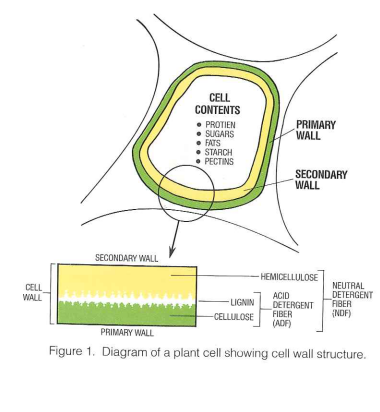 CELL
CONTENTS
• PROTIEN
• SUGARS
• FATS
• STARCH
• PECTINS
PRIMARY
WALL
SECONDARY
WALL
SECONDARY WALL
CELL
WALL
HEMICELLULOSE
LIGNIN
CELLULOSE
ACID
DETERGENT
FIBER
(ADF)
NEUTRAL
DETERGENT
FIBER
(NDF)
PRIMARY WALL
Figure 1. Diagram of a plant cell showing cell wall structure.